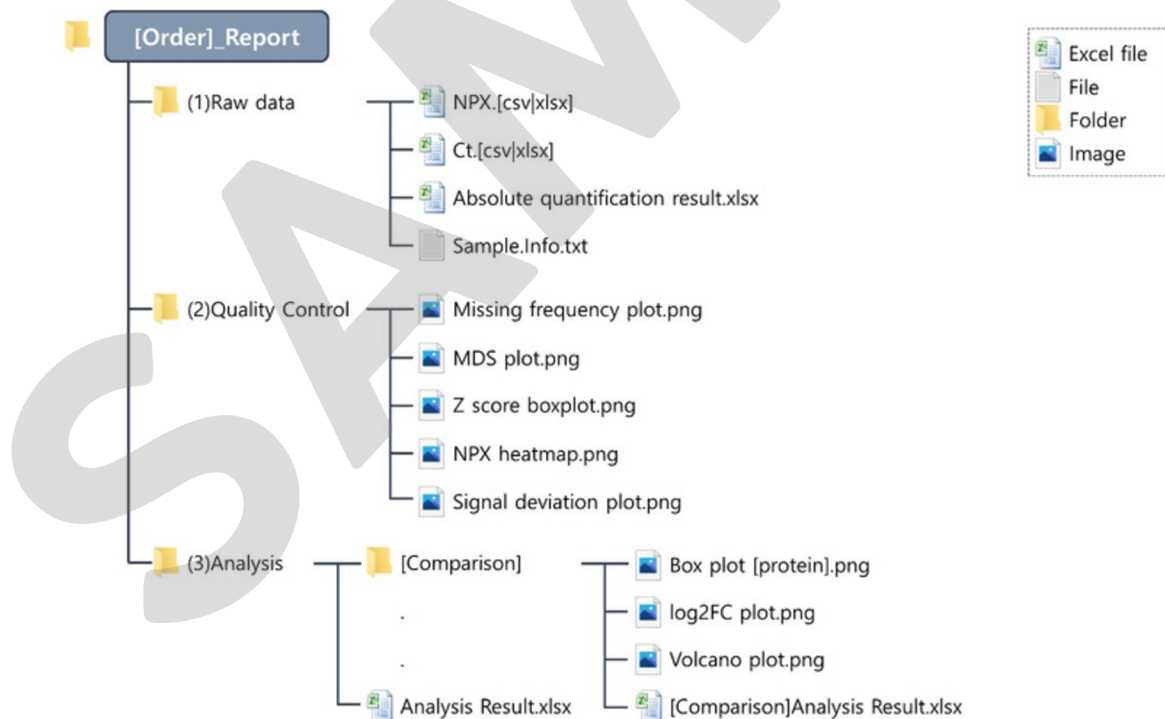 [Order]_Report
Excel file
File
Folder
Image
(1)Raw data
NPX.[csv|xlsx]
Ct.[csv|xlsx]
Absolute quantification result.xlsx
Sample.Info.txt
(2)Quality Control
Missing frequency plot.png
MDS plot.png
Z score boxplot.png
NPX heatmap.png
Signal deviation plot.png
(3)Analysis
[Comparison]
.
.
Analysis Result.xlsx
Box plot [protein].png
log2FC plot.png
Volcano plot.png
[Comparison]Analysis Result.xlsx